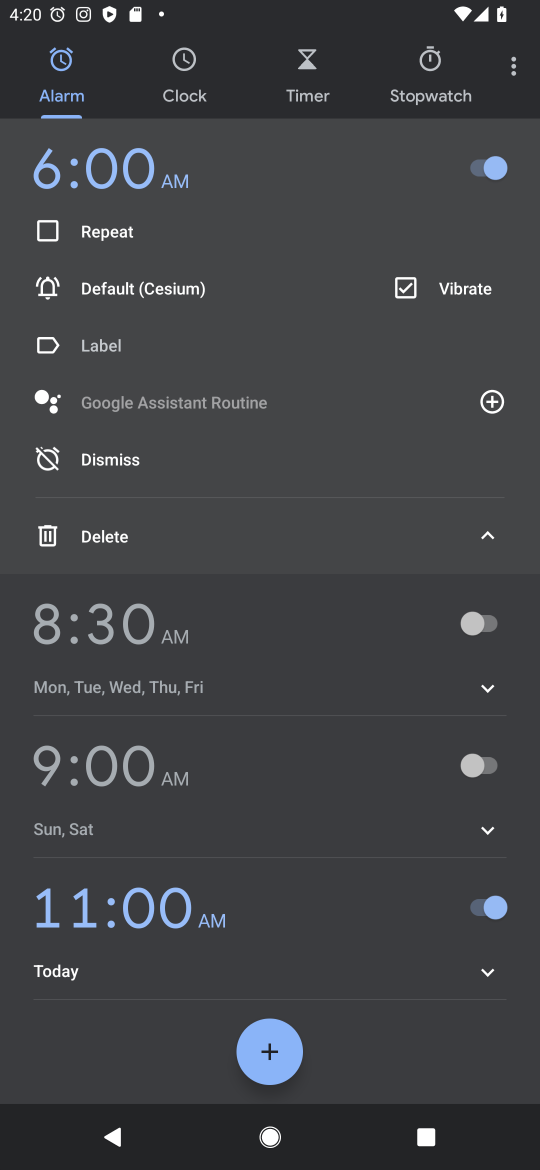 4:20
Alarm
Clock
Timer
Stopwatch
6:00 AM
Repeat
Default (Cesium)
Vibrate
Label
Google Assistant Routine
Dismiss
Delete
8:30 AM
Mon, Tue, Wed, Thu, Fri
9:00 AM
Sun, Sat
11:00 AM
Today